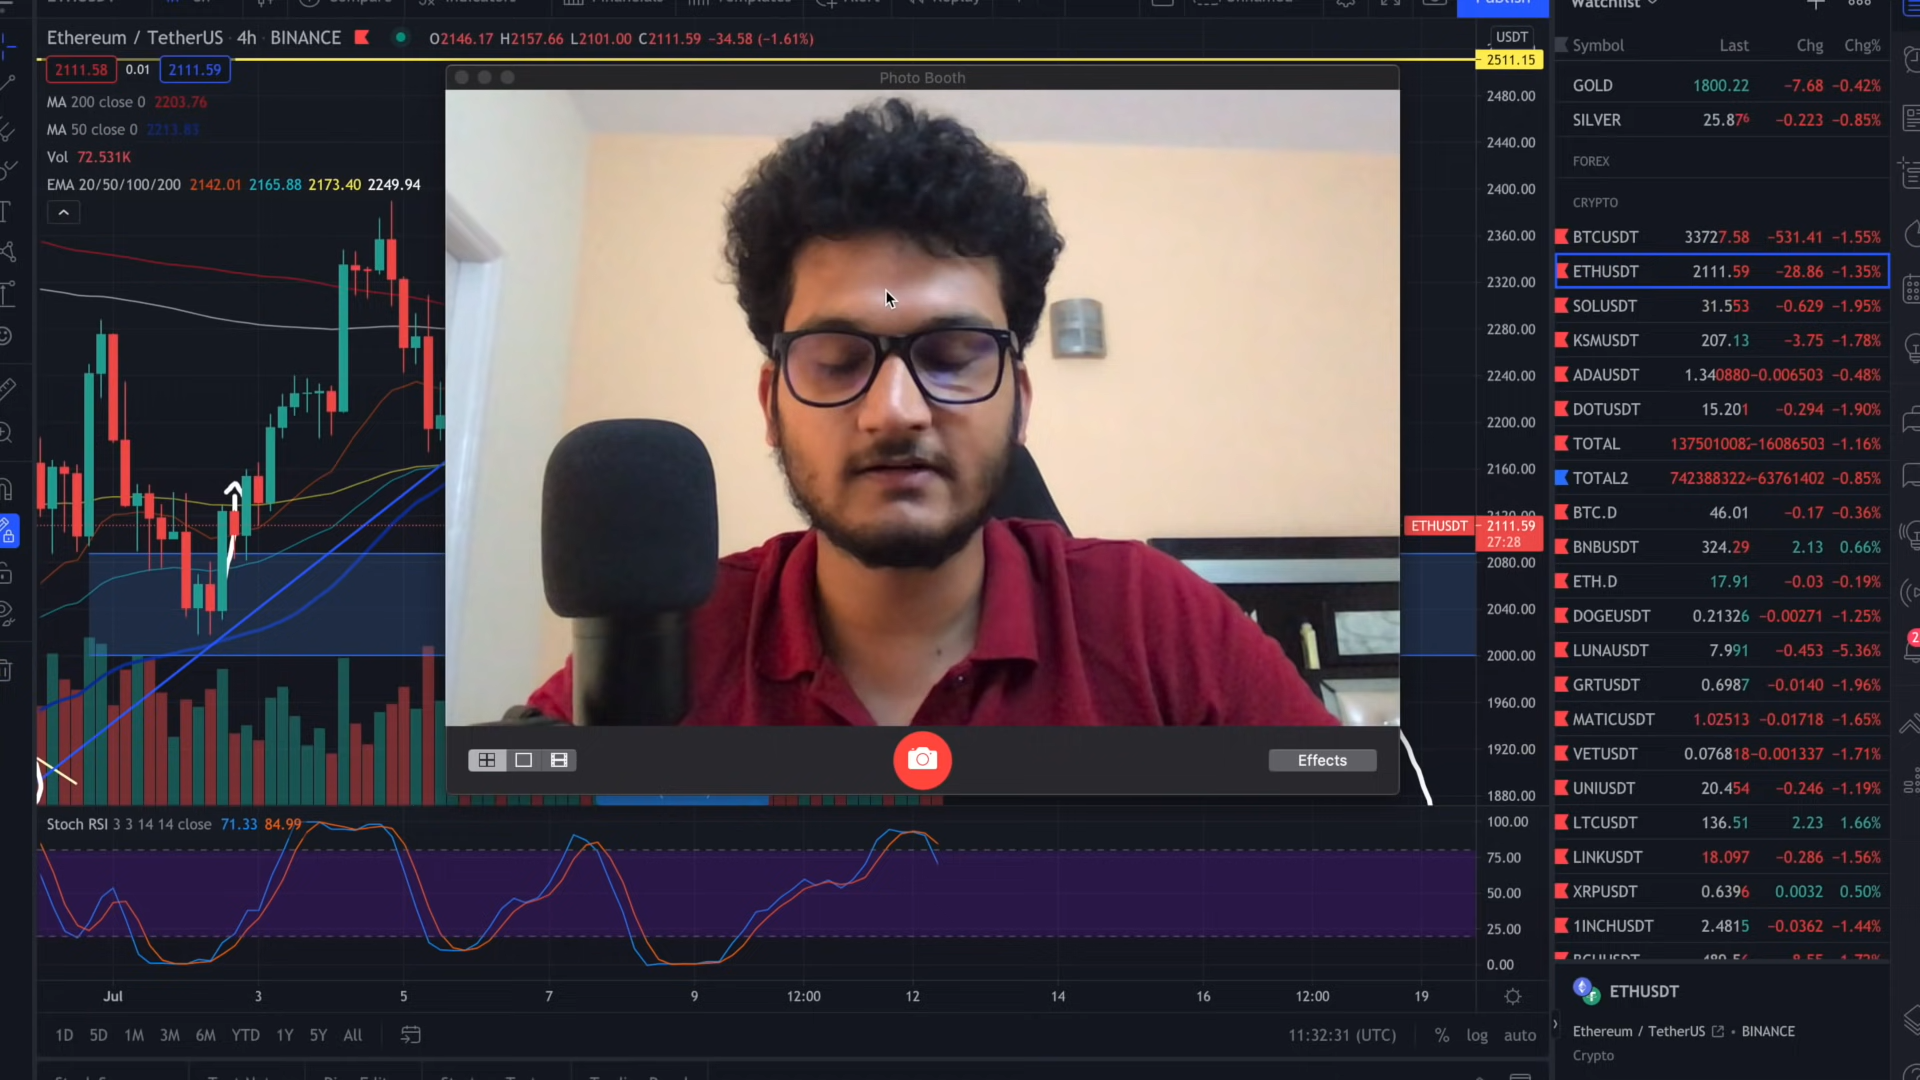 Watchlist
Publish
Ethereum / TetherUS 4h BINANCE O2146.17 H2157.66 L2101.00 C2111.59 −34.58 (−1.61%)
2111.58 0.01 2111.59
MA 200 close 0 2203.76
MA 50 close 0 2213.83
Vol 72.531K
EMA 20/50/100/200 2142.01 2165.88 2173.40 2249.94
Photo Booth
Effects
USDT
2511.15
2480.00
2440.00
2400.00
2360.00
2320.00
2280.00
2240.00
2200.00
2160.00
ETHUSDT 2111.59
27:28
2080.00
2040.00
2000.00
1960.00
1920.00
1880.00
Stoch RSI 3 3 14 14 close 71.33 84.99
100.00
75.00
50.00
25.00
0.00
Jul 3 5 7 9 12:00 12 14 16 12:00 19
1D 5D 1M 3M 6M YTD 1Y 5Y All
11:32:31 (UTC) % log auto
Symbol Last Chg Chg%
GOLD 1800.22 −7.68 −0.42%
SILVER 25.876 −0.223 −0.85%
FOREX
CRYPTO
BTCUSDT 33727.58 −531.41 −1.55%
ETHUSDT 2111.59 −28.86 −1.35%
SOLUSDT 31.553 −0.629 −1.95%
KSMUSDT 207.13 −3.75 −1.78%
ADAUSDT 1.340880 −0.006503 −0.48%
DOTUSDT 15.201 −0.294 −1.90%
TOTAL 1375010082 −16086503 −1.16%
TOTAL2 742388322 −63761402 −0.85%
BTC.D 46.01 −0.17 −0.36%
BNBUSDT 324.29 2.13 0.66%
ETH.D 17.91 −0.03 −0.19%
DOGEUSDT 0.21326 −0.00271 −1.25%
LUNAUSDT 7.991 −0.453 −5.36%
GRTUSDT 0.6987 −0.0140 −1.96%
MATICUSDT 1.02513 −0.01718 −1.65%
VETUSDT 0.076818 −0.001337 −1.71%
UNIUSDT 20.454 −0.246 −1.19%
LTCUSDT 136.51 2.23 1.66%
LINKUSDT 18.097 −0.286 −1.56%
XRPUSDT 0.6396 0.0032 0.50%
1INCHUSDT 2.4815 −0.0362 −1.44%
ETHUSDT
Ethereum / TetherUS • BINANCE
Crypto